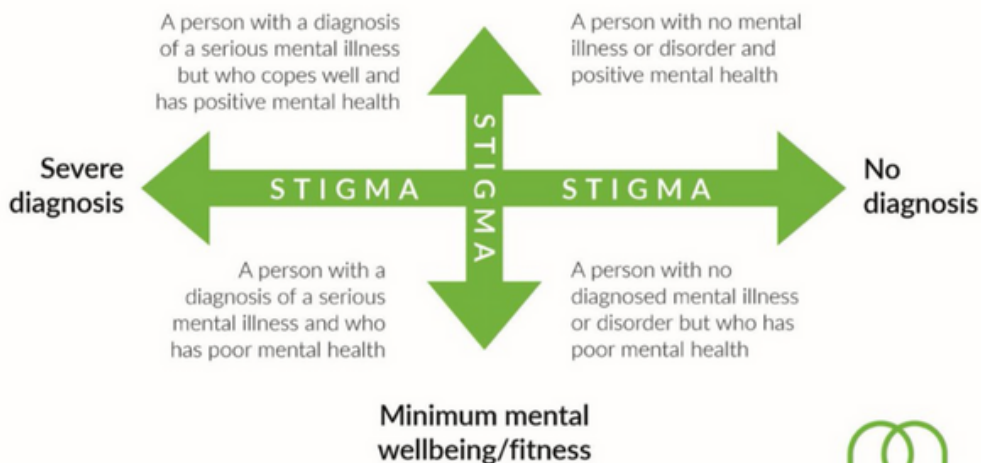 A person with a diagnosis
of a serious mental illness
but who copes well and
has positive mental health
A person with no mental
illness or disorder and
positive mental health
STIGMA
Severe
diagnosis
STIGMA
STIGMA
No
diagnosis
A person with a
diagnosis of a serious
mental illness and who
has poor mental health
A person with no
diagnosed mental illness
or disorder but who has
poor mental health
Minimum mental
wellbeing/fitness